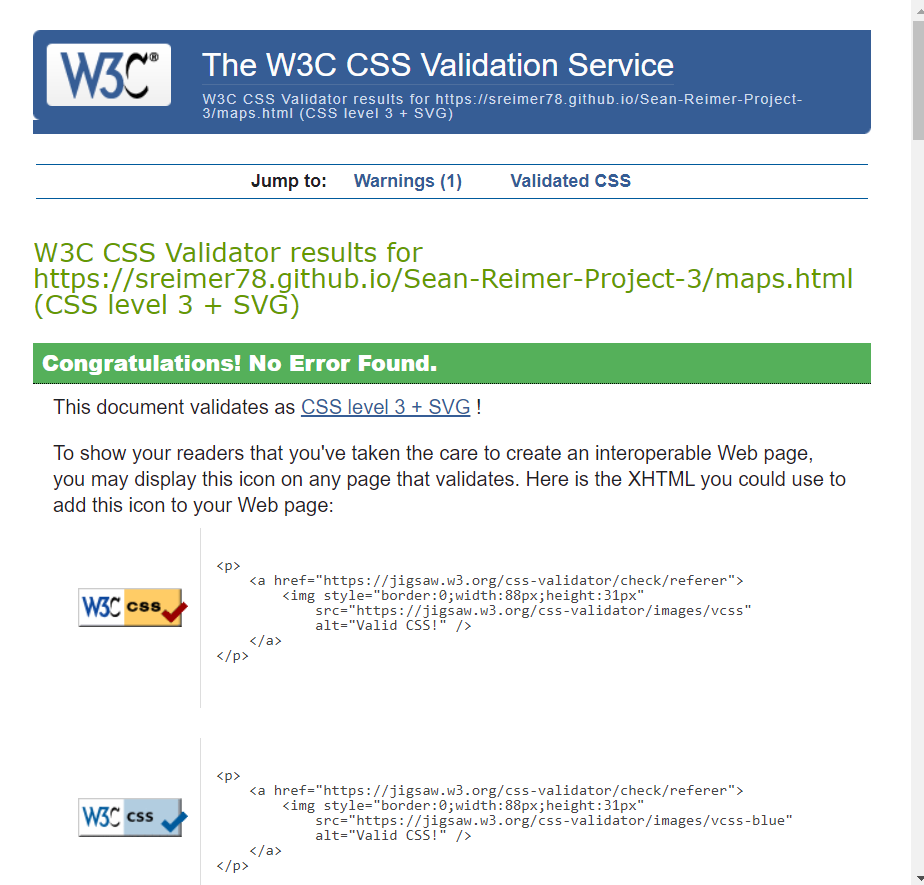 W3C®
The W3C CSS Validation Service
W3C CSS Validator results for https://sreimer78.github.io/Sean-Reimer-Project-
3/maps.html (CSS level 3 + SVG)
Jump to: Warnings (1) Validated CSS
W3C CSS Validator results for
https://sreimer78.github.io/Sean-Reimer-Project-3/maps.html
(CSS level 3 + SVG)
Congratulations! No Error Found.
This document validates as CSS level 3 + SVG !
To show your readers that you've taken the care to create an interoperable Web page,
you may display this icon on any page that validates. Here is the XHTML you could use to
add this icon to your Web page:
W3C css
<p>
    <a href="https://jigsaw.w3.org/css-validator/check/referer">
        <img style="border:0;width:88px;height:31px"
            src="https://jigsaw.w3.org/css-validator/images/vcss"
            alt="Valid CSS!" />
    </a>
</p>
W3C css
<p>
    <a href="https://jigsaw.w3.org/css-validator/check/referer">
        <img style="border:0;width:88px;height:31px"
            src="https://jigsaw.w3.org/css-validator/images/vcss-blue"
            alt="Valid CSS!" />
    </a>
</p>